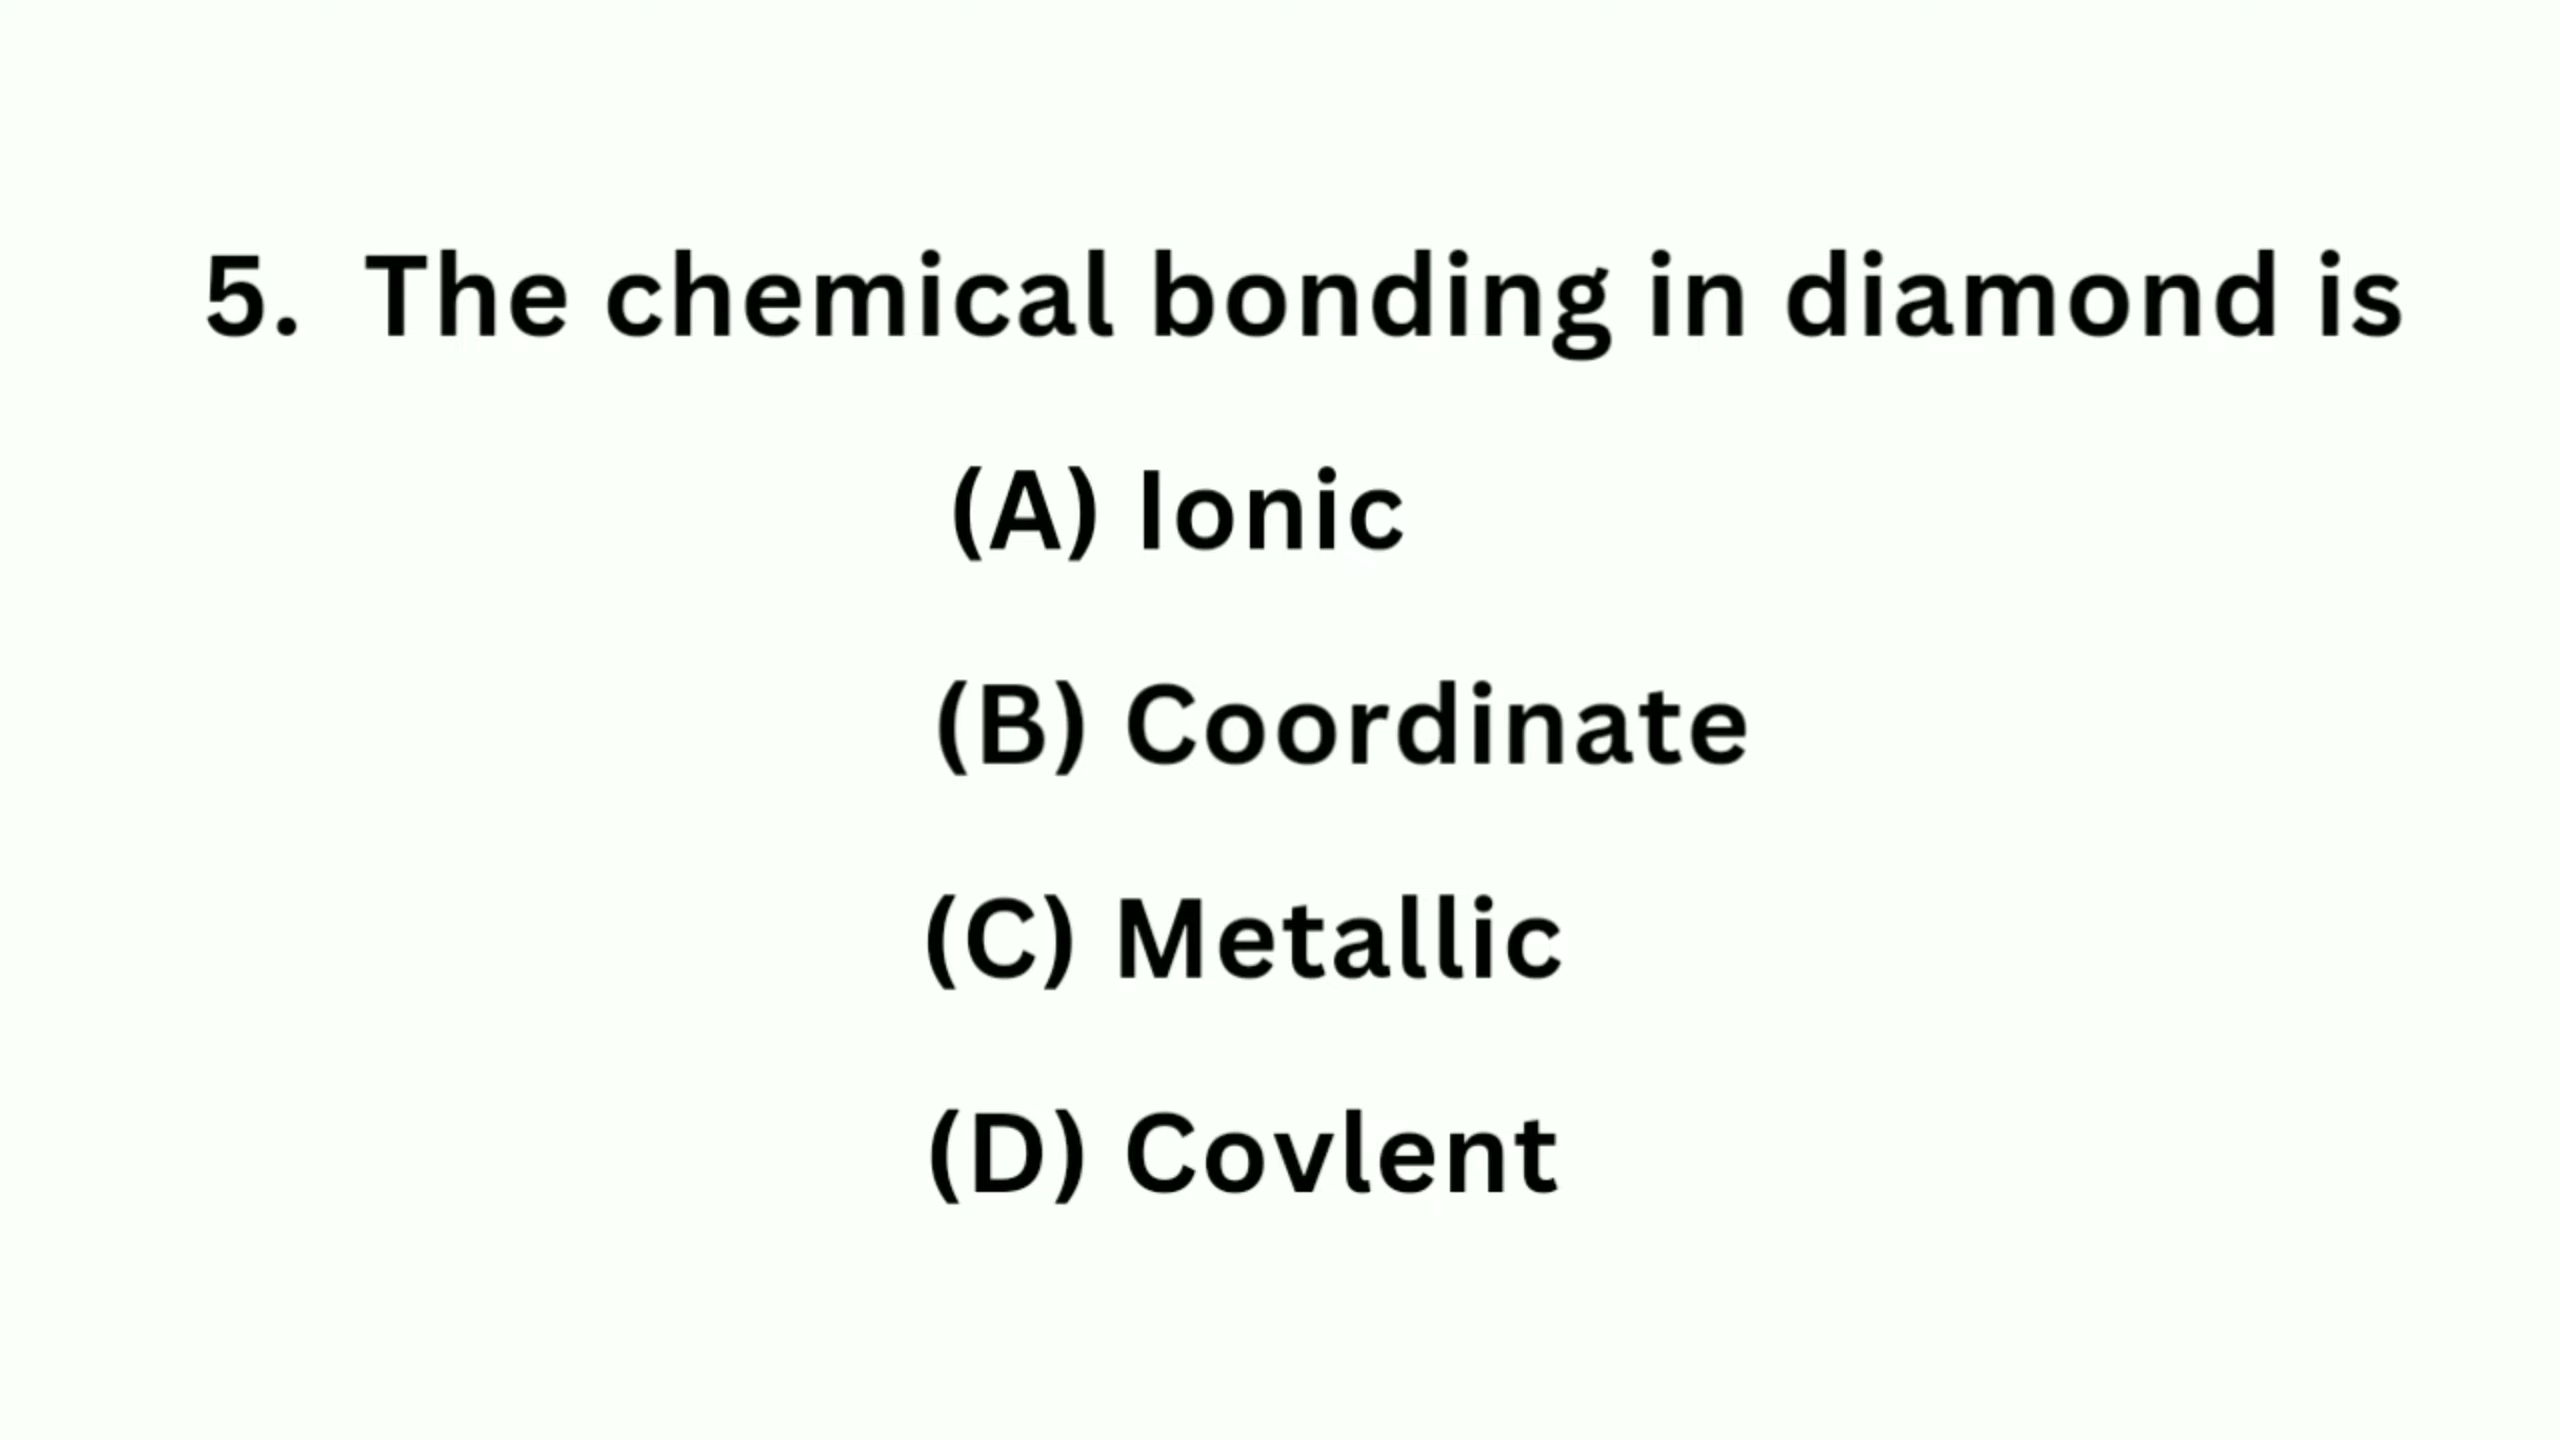 5. The chemical bonding in diamond is
(A) Ionic
(B) Coordinate
(C) Metallic
(D) Covlent